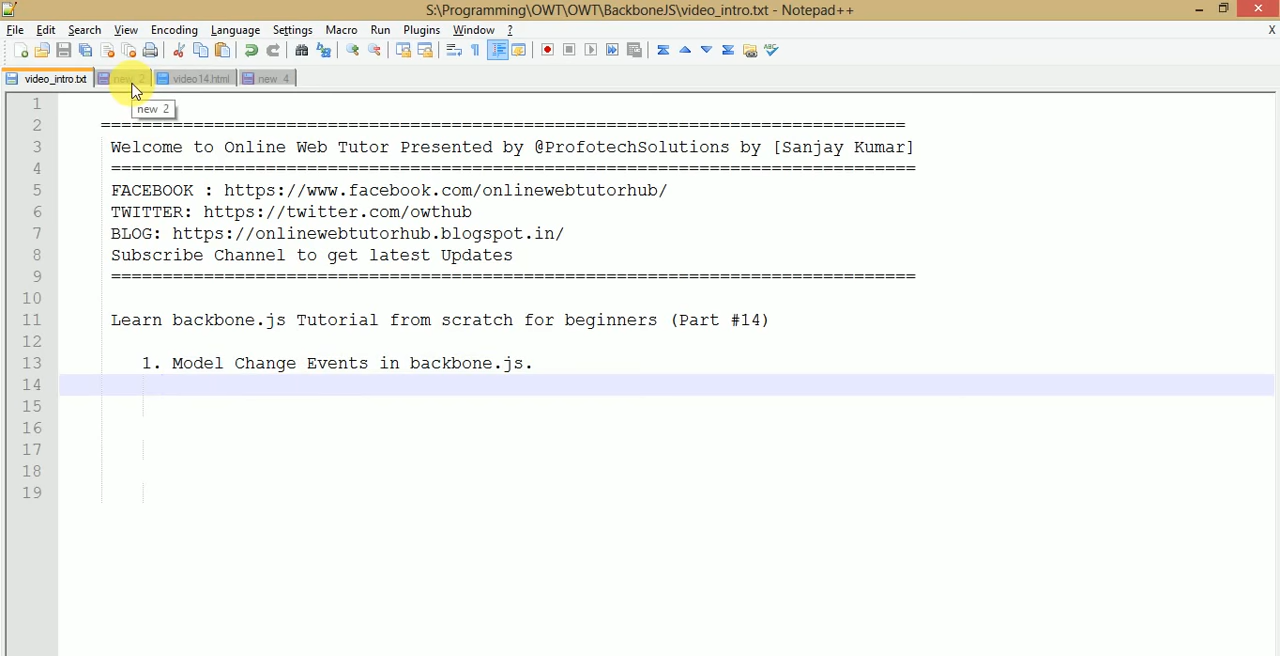 S:\Programming\OWT\OWT\BackboneJS\video_intro.txt - Notepad++
File Edit Search View Encoding Language Settings Macro Run Plugins Window ? X
video_intro.txt new 2 video14.html new 4
new 2
1
2 ==============================================================================
3 Welcome to Online Web Tutor Presented by @ProfotechSolutions by [Sanjay Kumar]
4 ==============================================================================
5 FACEBOOK : https://www.facebook.com/onlinewebtutorhub/
6 TWITTER: https://twitter.com/owthub
7 BLOG: https://onlinewebtutorhub.blogspot.in/
8 Subscribe Channel to get latest Updates
9 ==============================================================================
10
11 Learn backbone.js Tutorial from scratch for beginners (Part #14)
12
13 1. Model Change Events in backbone.js.
14
15
16
17
18
19